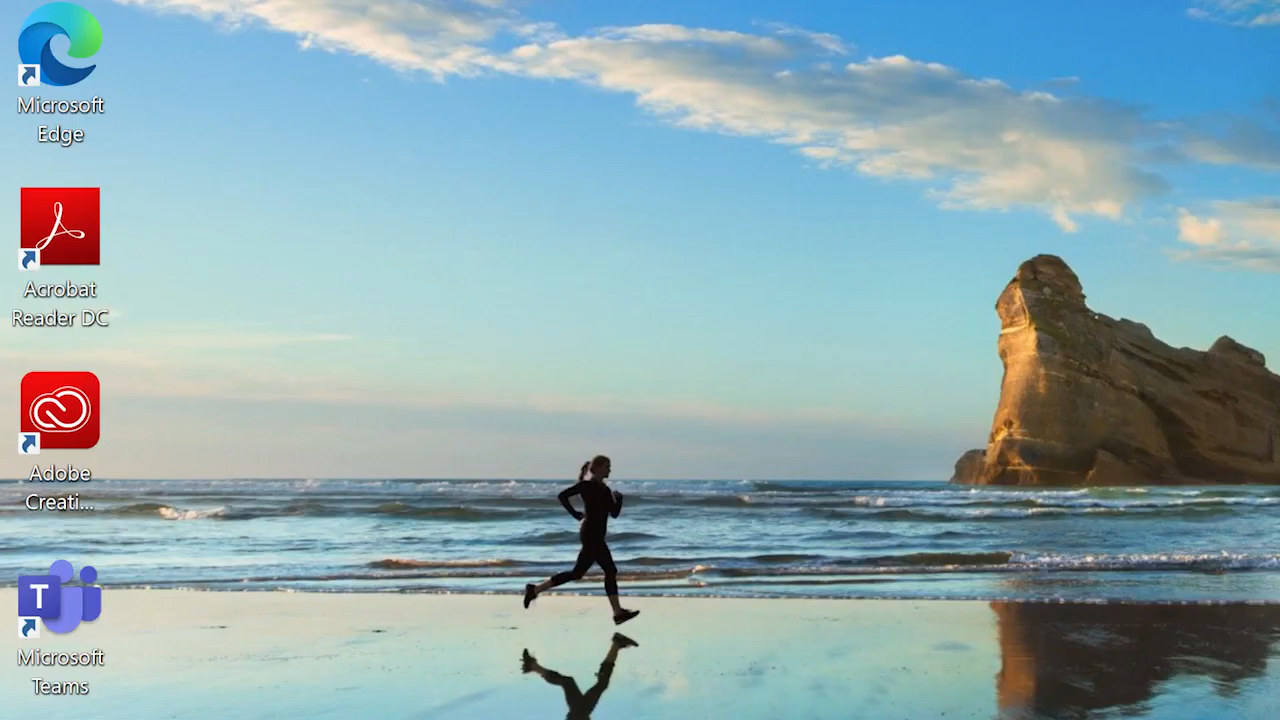 Microsoft
Edge
Acrobat
Reader DC
Adobe
Creati...
T
Microsoft
Teams